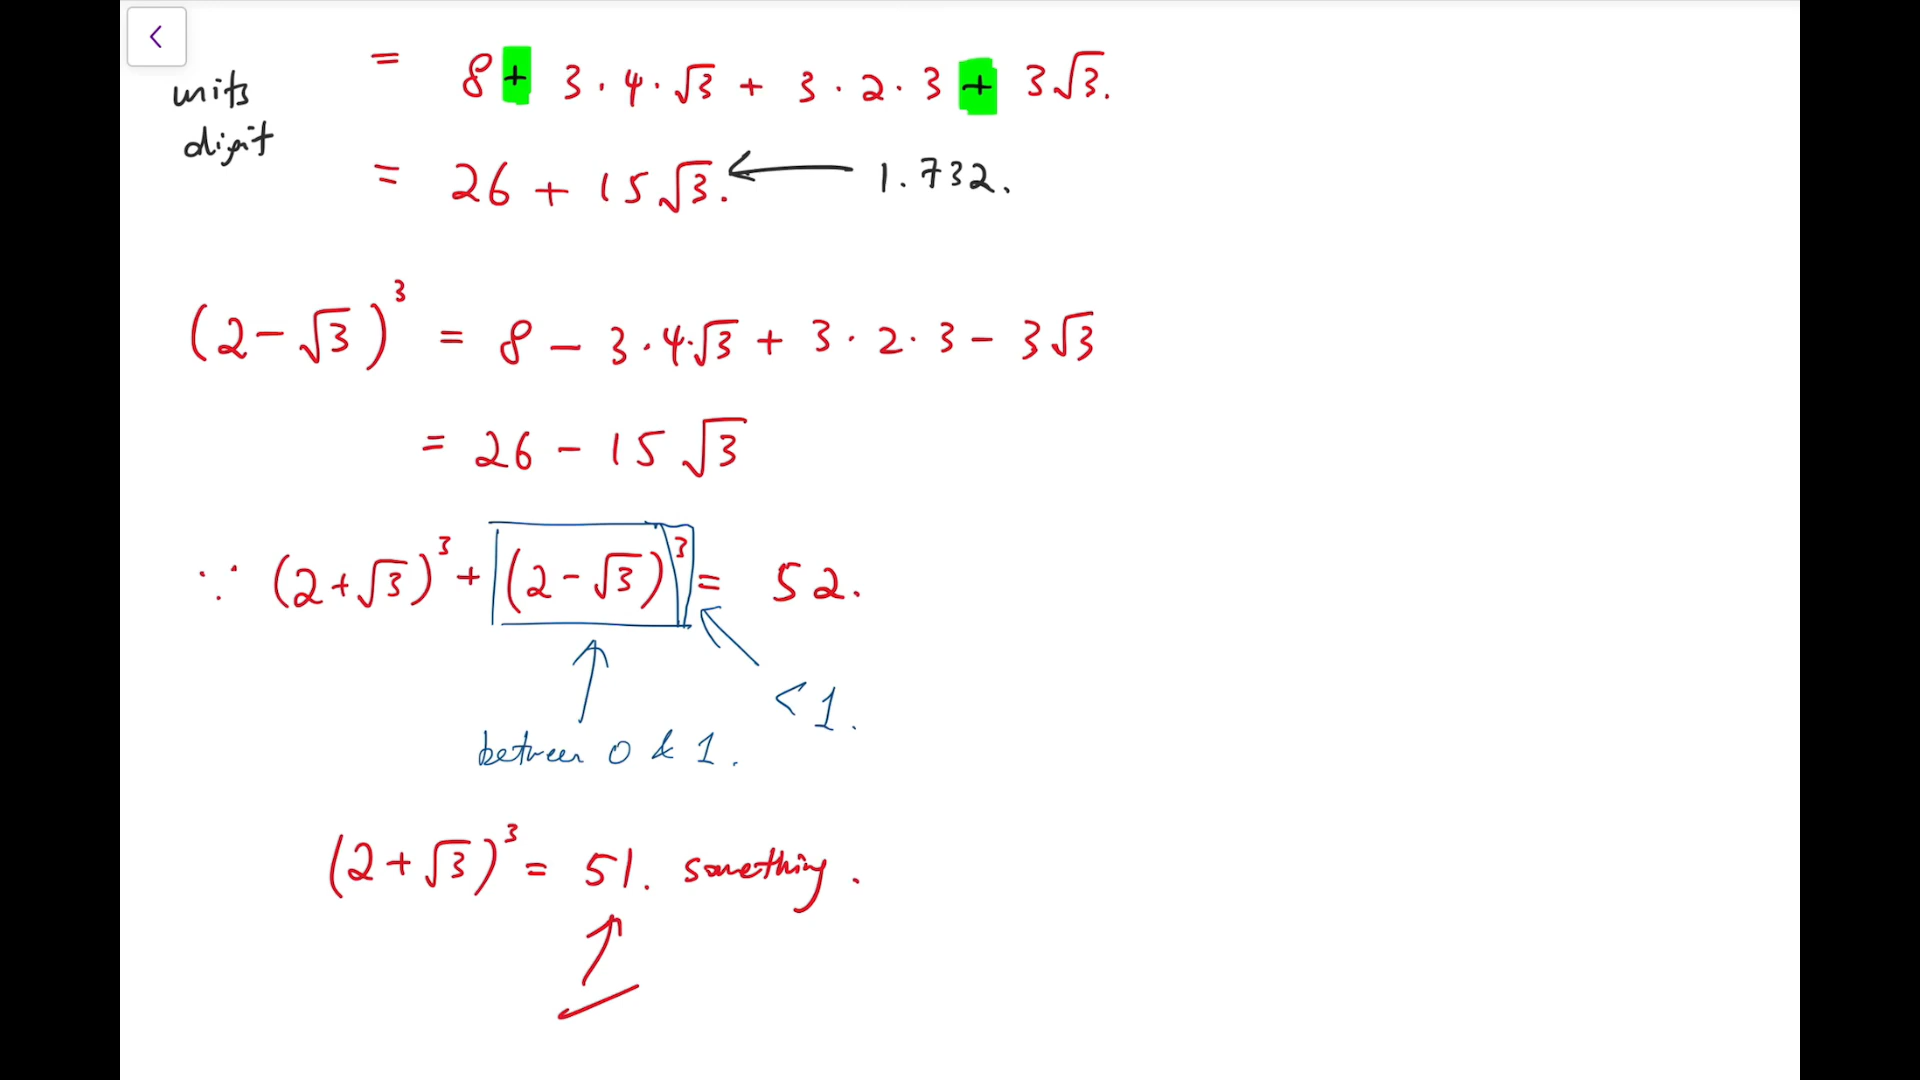 = 8 + 3 · 4 · √3 + 3 · 2 · 3 + 3√3.
units
digit
= 26 + 15√3. ← 1.732.
(2-√3)³ = 8 - 3·4·√3 + 3·2·3 - 3√3
= 26 - 15√3
∵ (2+√3)³ + (2-√3)³ = 52.
< 1.
between 0 & 1.
(2+√3)³ = 51. something.